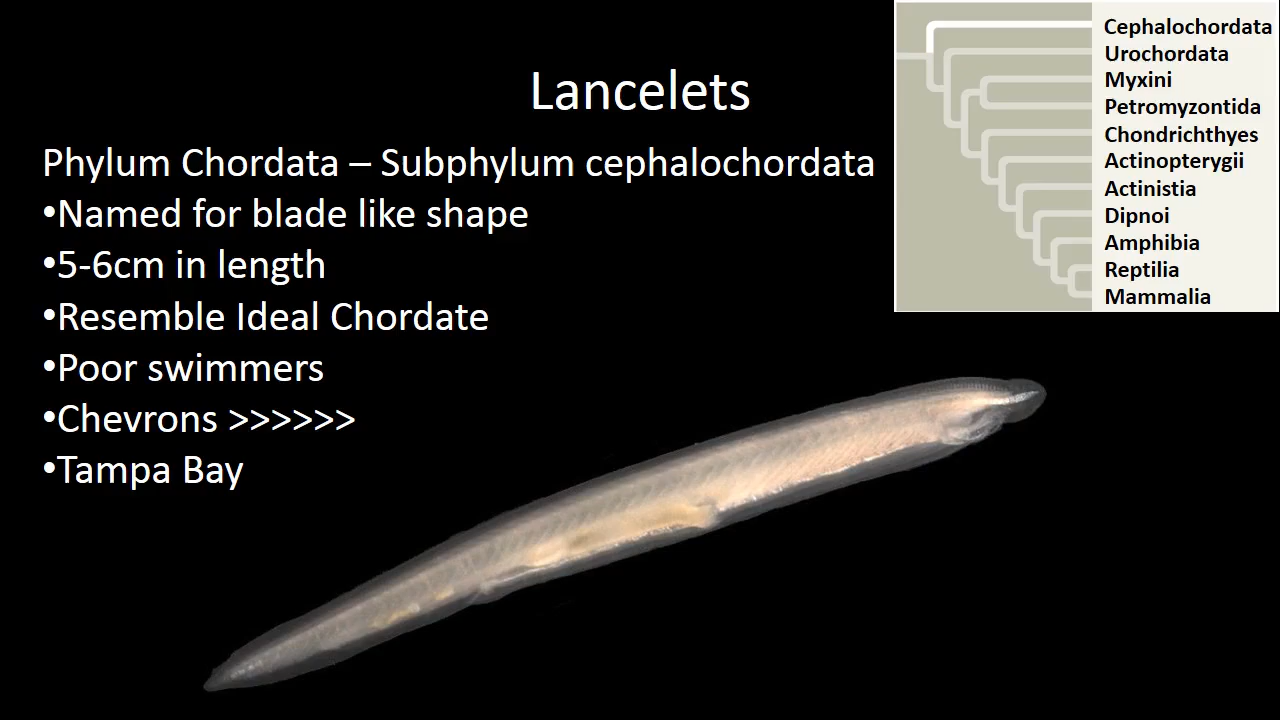 Lancelets
Phylum Chordata – Subphylum cephalochordata
•Named for blade like shape
•5-6cm in length
•Resemble Ideal Chordate
•Poor swimmers
•Chevrons >>>>>>
•Tampa Bay
Cephalochordata
Urochordata
Myxini
Petromyzontida
Chondrichthyes
Actinopterygii
Actinistia
Dipnoi
Amphibia
Reptilia
Mammalia